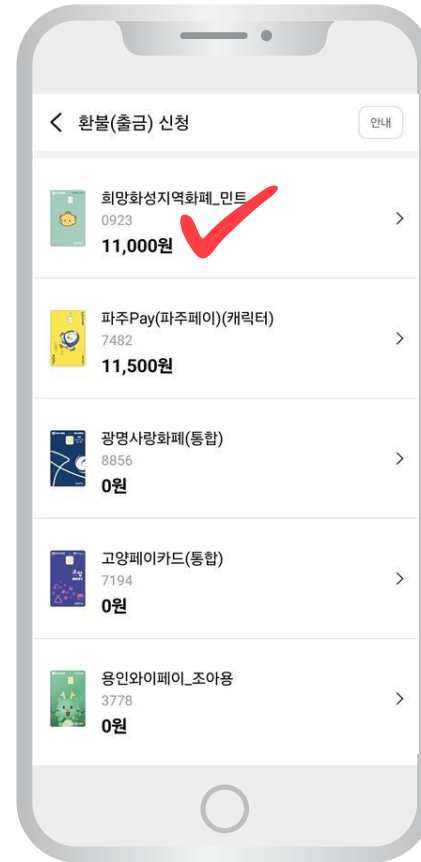 환불(출금) 신청
안내
희망화성지역화폐_민트
0923
11,000원
파주Pay(파주페이)(캐릭터)
7482
11,500원
광명사랑화폐(통합)
8856
0원
고양페이카드(통합)
7194
0원
용인와이페이_조아용
3778
0원